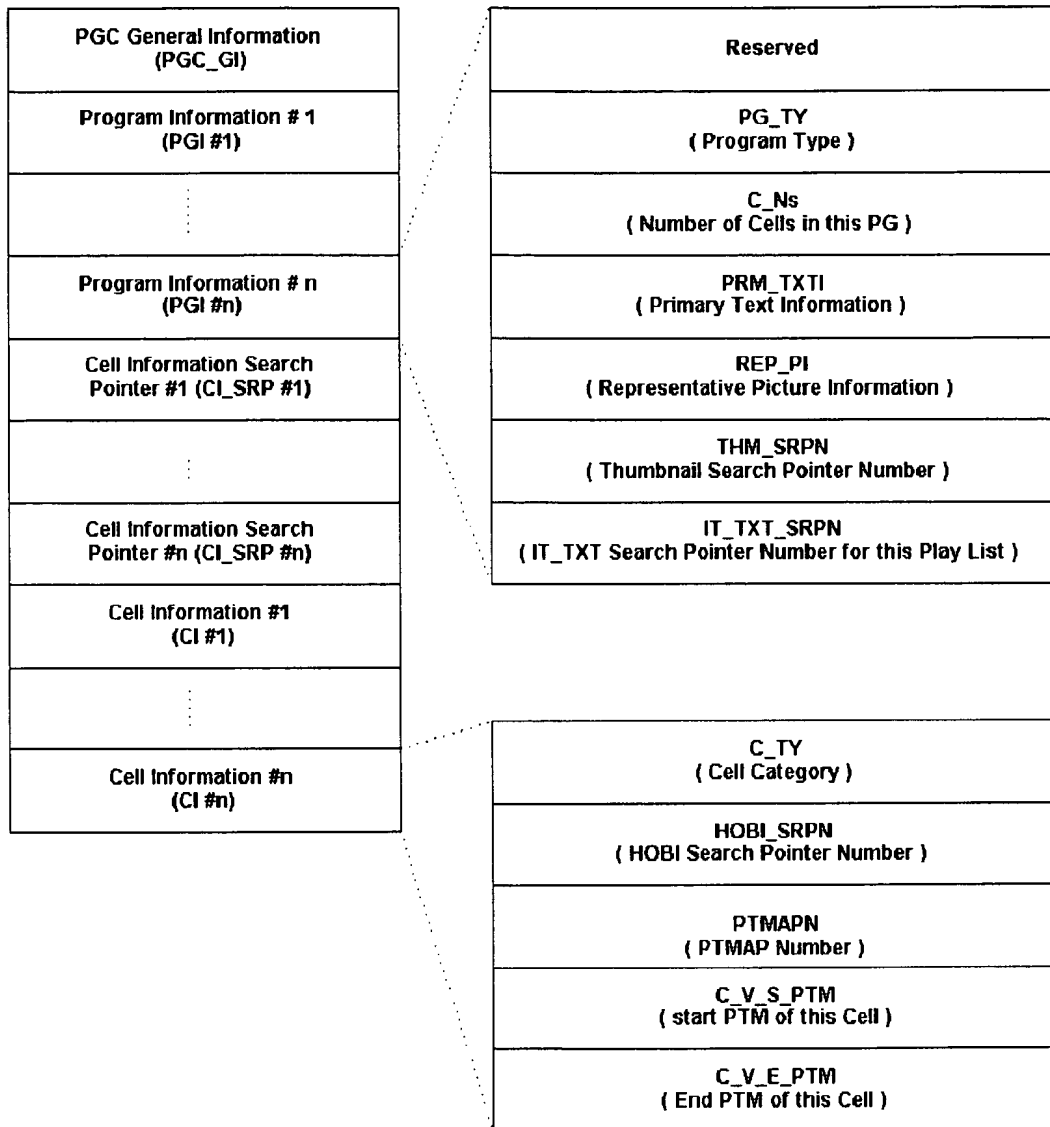 PGC General Information
(PGC_GI)
Program Information # 1
(PGI #1)
Program Information # n
(PGI #n)
Cell Information Search
Pointer #1 (CI_SRP #1)
Cell Information Search
Pointer #n (CI_SRP #n)
Cell Information #1
(CI #1)
Cell Information #n
(CI #n)
Reserved
PG_TY
( Program Type )
C_Ns
( Number of Cells in this PG )
PRM_TXTI
( Primary Text Information )
REP_PI
( Representative Picture Information )
THM_SRPN
( Thumbnail Search Pointer Number )
IT_TXT_SRPN
( IT_TXT Search Pointer Number for this Play List )
C_TY
( Cell Category )
HOBI_SRPN
( HOBI Search Pointer Number )
PTMAPN
( PTMAP Number )
C_V_S_PTM
( start PTM of this Cell )
C_V_E_PTM
( End PTM of this Cell )